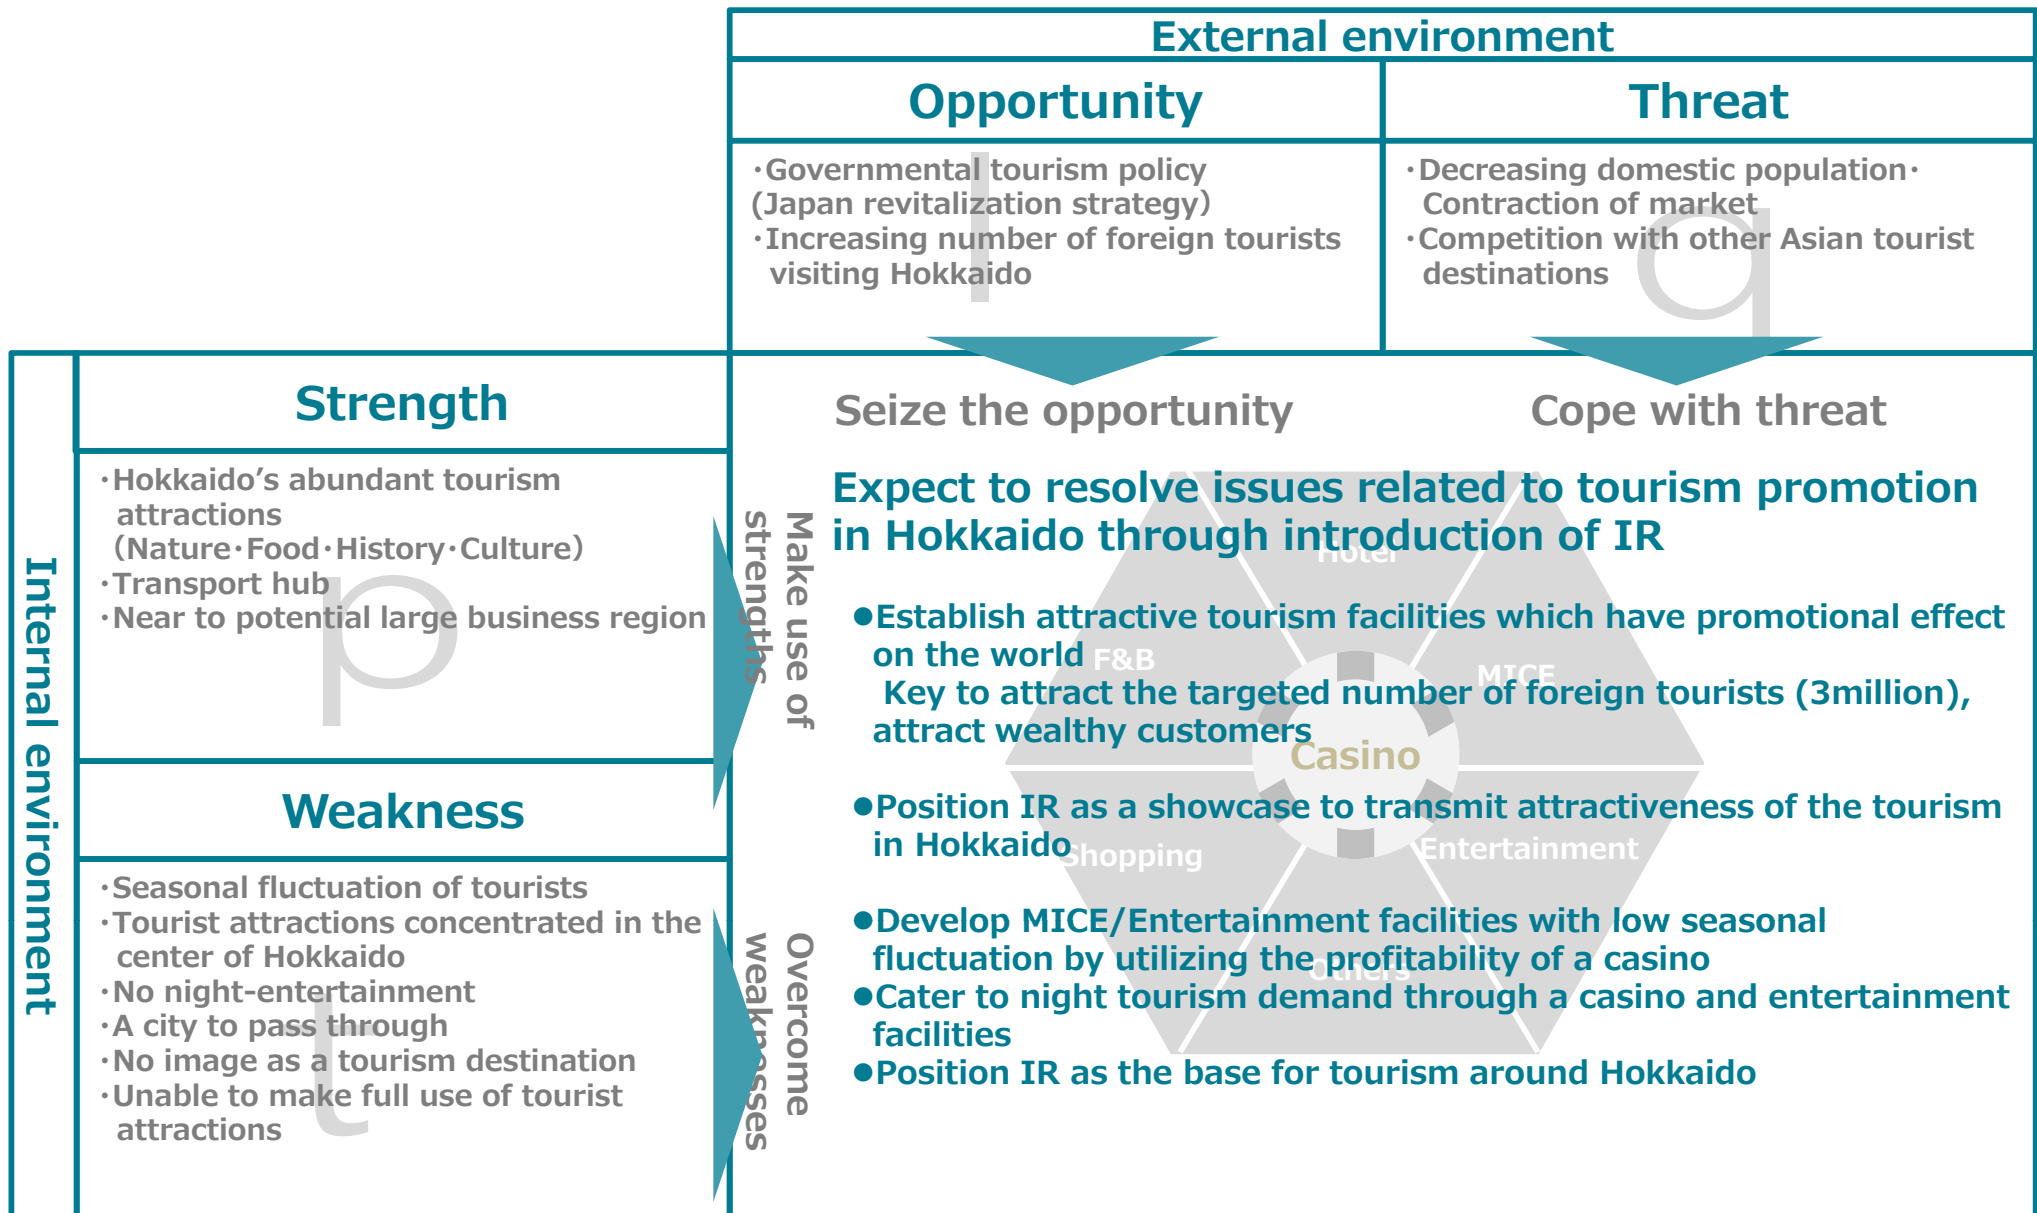 External environment
Opportunity
Threat
・Governmental tourism policy
(Japan revitalization strategy）
・Increasing number of foreign tourists
visiting Hokkaido
l
・Decreasing domestic population・
Contraction of market
・Competition with other Asian tourist
destinations
q
Internal environment
Strength
・Hokkaido’s abundant tourism
attractions
（Nature・Food・History・Culture）
・Transport hub
・Near to potential large business region
p
Weakness
・Seasonal fluctuation of tourists
・Tourist attractions concentrated in the
center of Hokkaido
・No night-entertainment
・A city to pass through
・No image as a tourism destination
・Unable to make full use of tourist
attractions
t
Seize the opportunity
Cope with threat
Make use of
strengths
Overcome
weaknesses
Expect to resolve issues related to tourism promotion
in Hokkaido through introduction of IR
●Establish attractive tourism facilities which have promotional effect
on the world
Key to attract the targeted number of foreign tourists (3million),
attract wealthy customers
●Position IR as a showcase to transmit attractiveness of the tourism
in Hokkaido
●Develop MICE/Entertainment facilities with low seasonal
fluctuation by utilizing the profitability of a casino
●Cater to night tourism demand through a casino and entertainment
facilities
●Position IR as the base for tourism around Hokkaido
Hotel
F&B
MICE
Casino
Shopping
Entertainment
Others